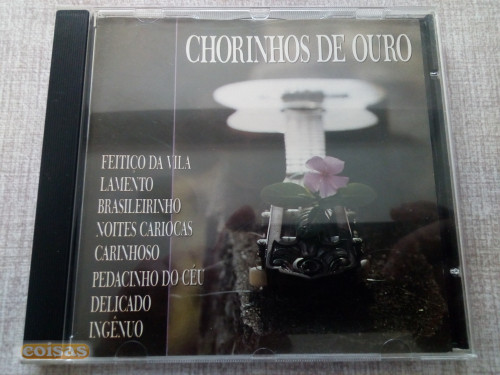 CHORINHOS DE OURO
FEITIÇO DA VILA
LAMENTO
BRASILEIRINHO
NOITES CARIOCAS
CARINHOSO
PEDACINHO DO CÉU
DELICADO
INGÊNUO
coisas